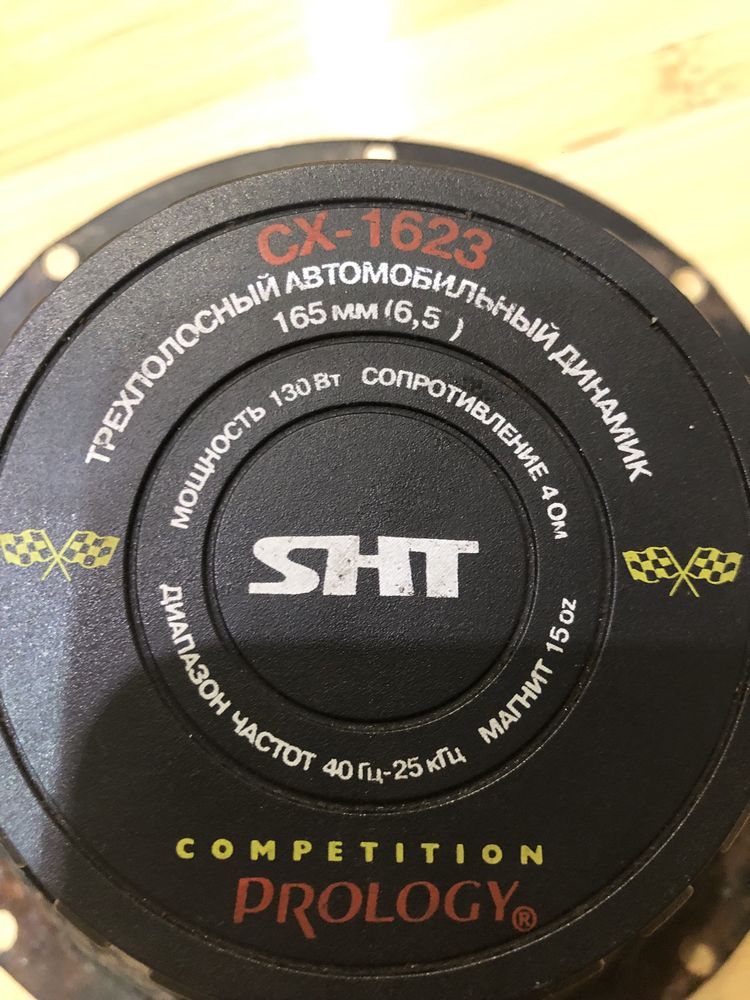 CX-1623
ТРЕХПОЛОСНЫЙ АВТОМОБИЛЬНЫЙ ДИНАМИК
165 мм (6,5 )
МОЩНОСТЬ 130 Вт СОПРОТИВЛЕНИЕ 4 Ом
SHT
ДИАПАЗОН ЧАСТОТ 40 Гц-25 кГц МАГНИТ 15 oz
COMPETITION
PROLOGY®